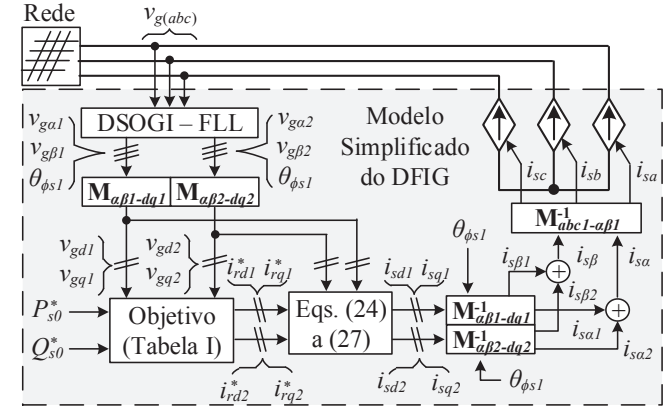 Rede
v_g(abc)
DSOGI – FLL
v_gα1
v_gβ1
θ_ϕs1
v_gα2
v_gβ2
θ_ϕs1
Modelo
Simplificado
do DFIG
i_sc
i_sb
i_sa
M_αβ1-dq1
M_αβ2-dq2
M^-1_abc1-αβ1
v_gd1
v_gq1
v_gd2
v_gq2
i*_rd1
i*_rq1
i_sd1
i_sq1
θ_ϕs1
i_sβ1
i_sβ
i_sα
i_sβ2
P*_s0
Q*_s0
Objetivo
(Tabela I)
Eqs. (24)
a (27)
M^-1_αβ1-dq1
M^-1_αβ2-dq2
i_sα1
i_sα2
i*_rd2
i*_rq2
i_sd2
i_sq2
θ_ϕs1